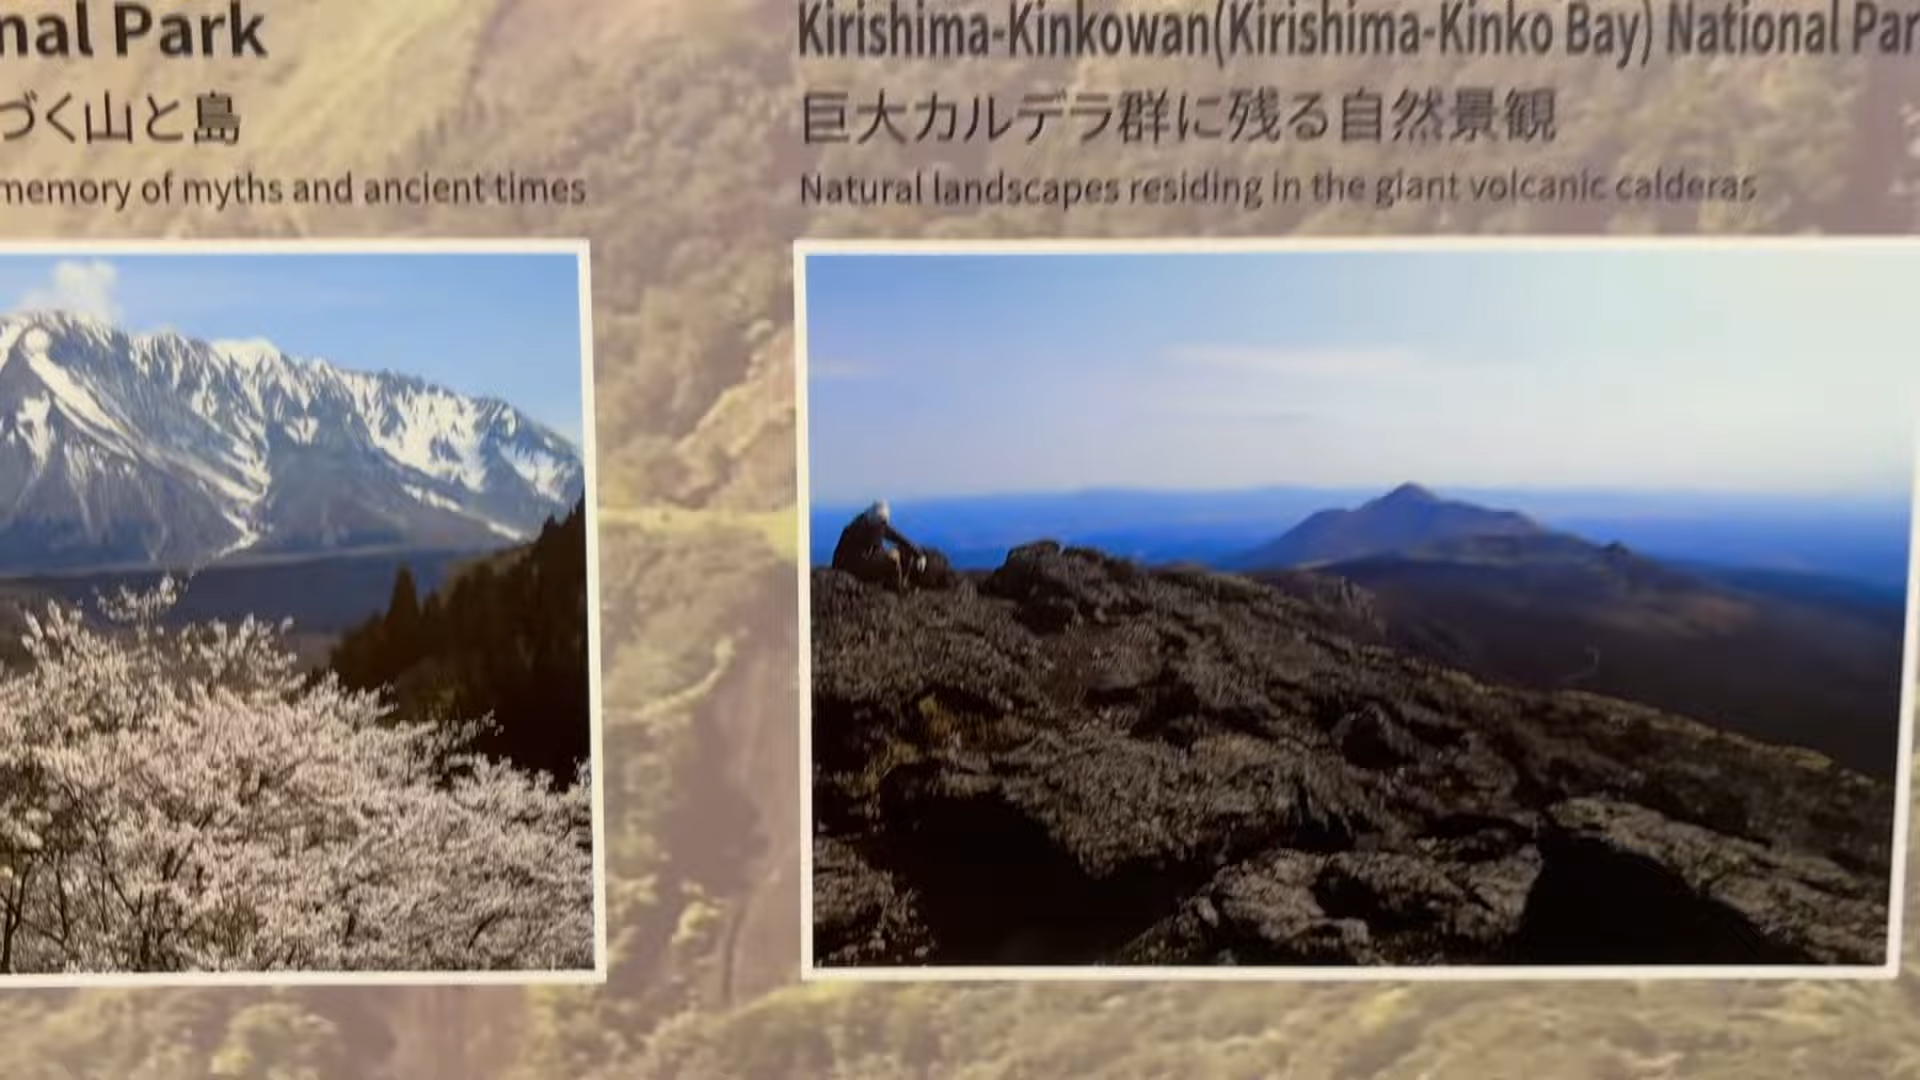 nal Park
づく山と島
memory of myths and ancient times
Kirishima-Kinkowan(Kirishima-Kinko Bay) National Par
巨大カルデラ群に残る自然景観
Natural landscapes residing in the giant volcanic calderas